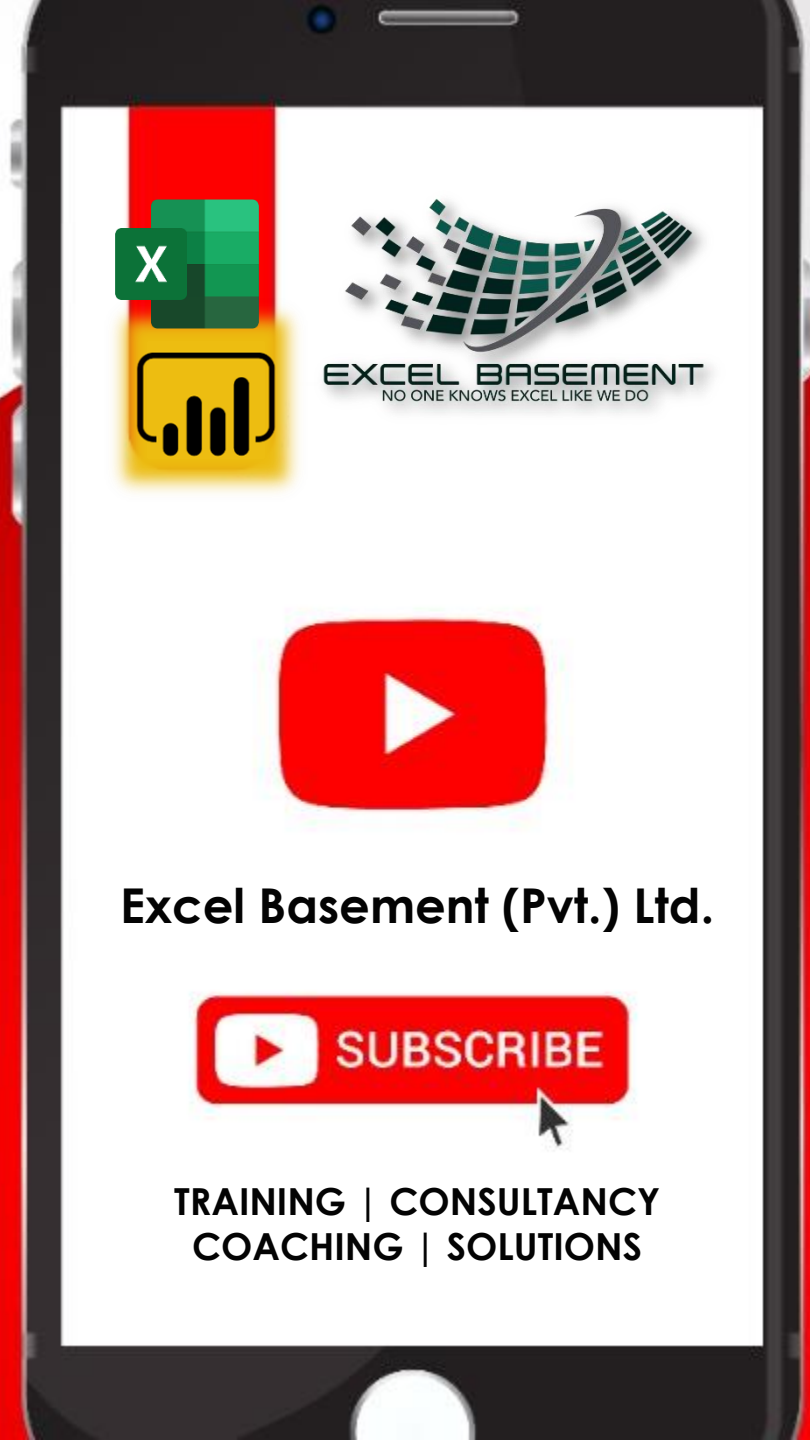 X
EXCEL BASEMENT
NO ONE KNOWS EXCEL LIKE WE DO
Excel Basement (Pvt.) Ltd.
SUBSCRIBE
TRAINING | CONSULTANCY
COACHING | SOLUTIONS